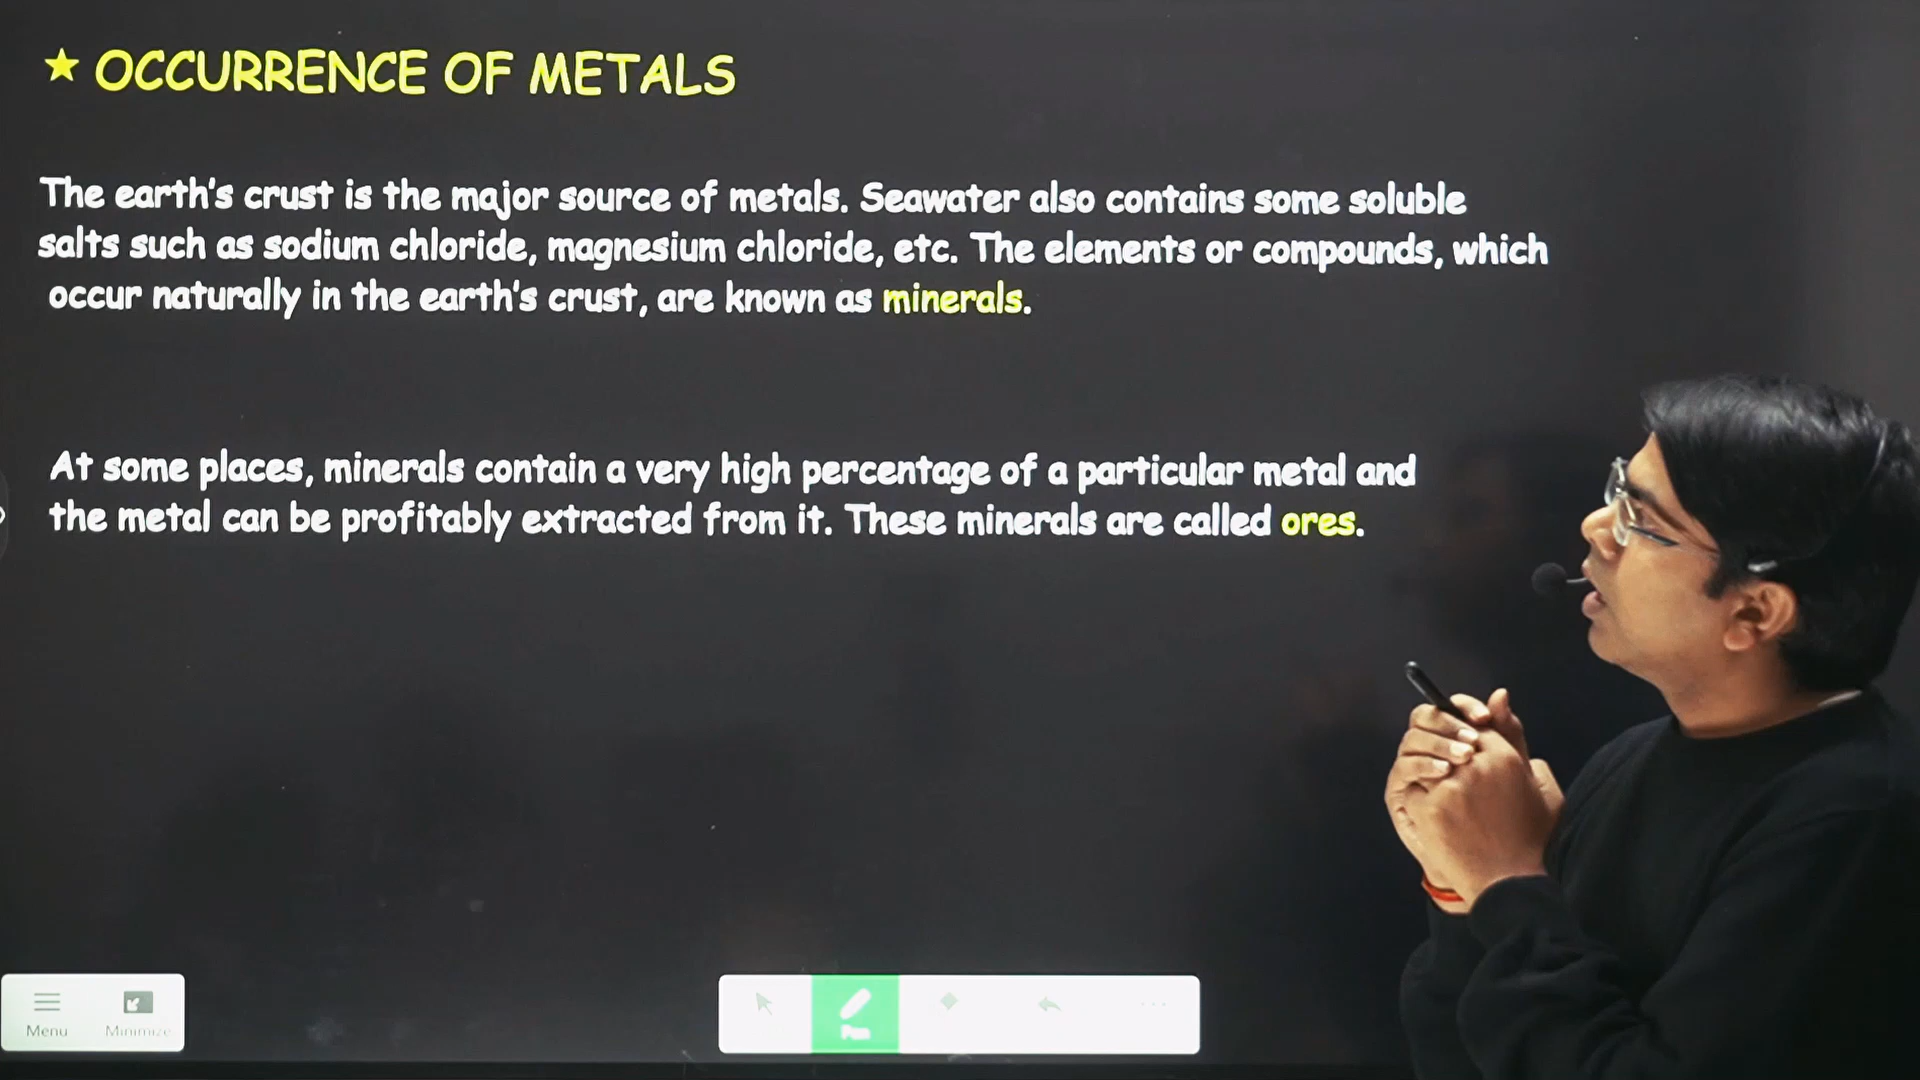 ★ OCCURRENCE OF METALS
The earth's crust is the major source of metals. Seawater also contains some soluble
salts such as sodium chloride, magnesium chloride, etc. The elements or compounds, which
occur naturally in the earth's crust, are known as minerals.
At some places, minerals contain a very high percentage of a particular metal and
the metal can be profitably extracted from it. These minerals are called ores.
Menu
Minimize
Pen